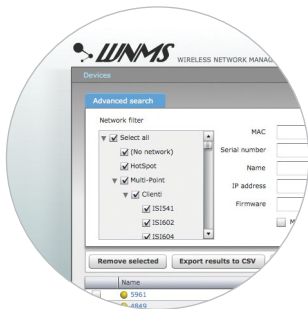 WNMS WIRELESS NETWORK MANAG
Devices
Advanced search
Network filter
Select all
(No network)
HotSpot
Multi-Point
Clienti
ISI541
ISI602
ISI604
MAC
Serial number
Name
IP address
Firmware
M
Remove selected
Export results to CSV
Name
5961
4849